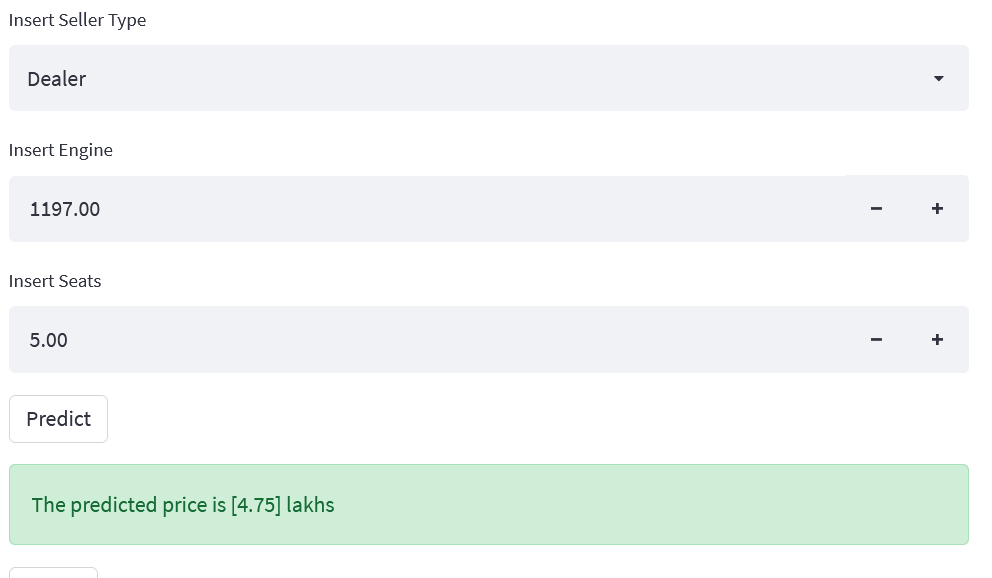 Insert Seller Type
Dealer
Insert Engine
1197.00
Insert Seats
5.00
Predict
The predicted price is [4.75] lakhs